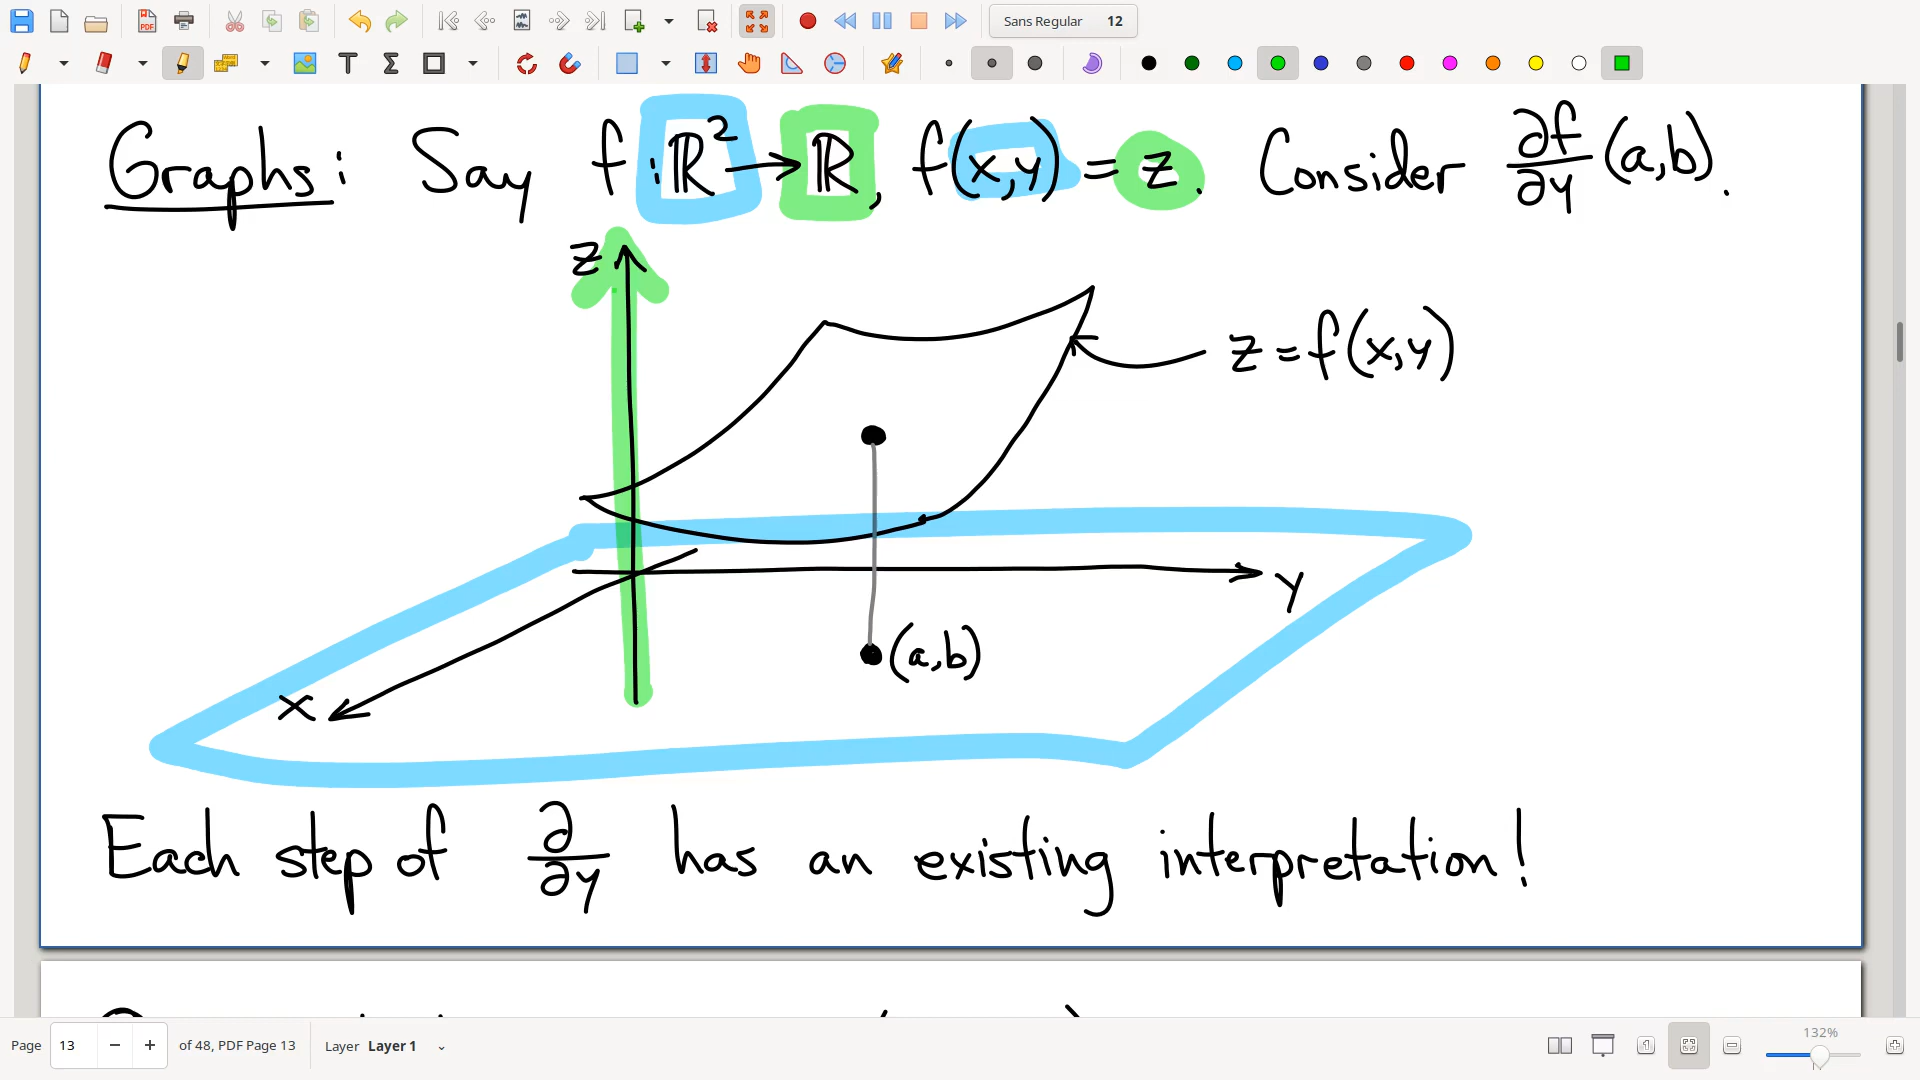 Sans Regular 12
Graphs: Say f:ℝ²→ℝ, f(x,y)=z. Consider ∂f/∂y (a,b).
z
z=f(x,y)
y
(a,b)
x
Each step of ∂/∂y has an existing interpretation!
Page 13 of 48, PDF Page 13 Layer Layer 1
132%